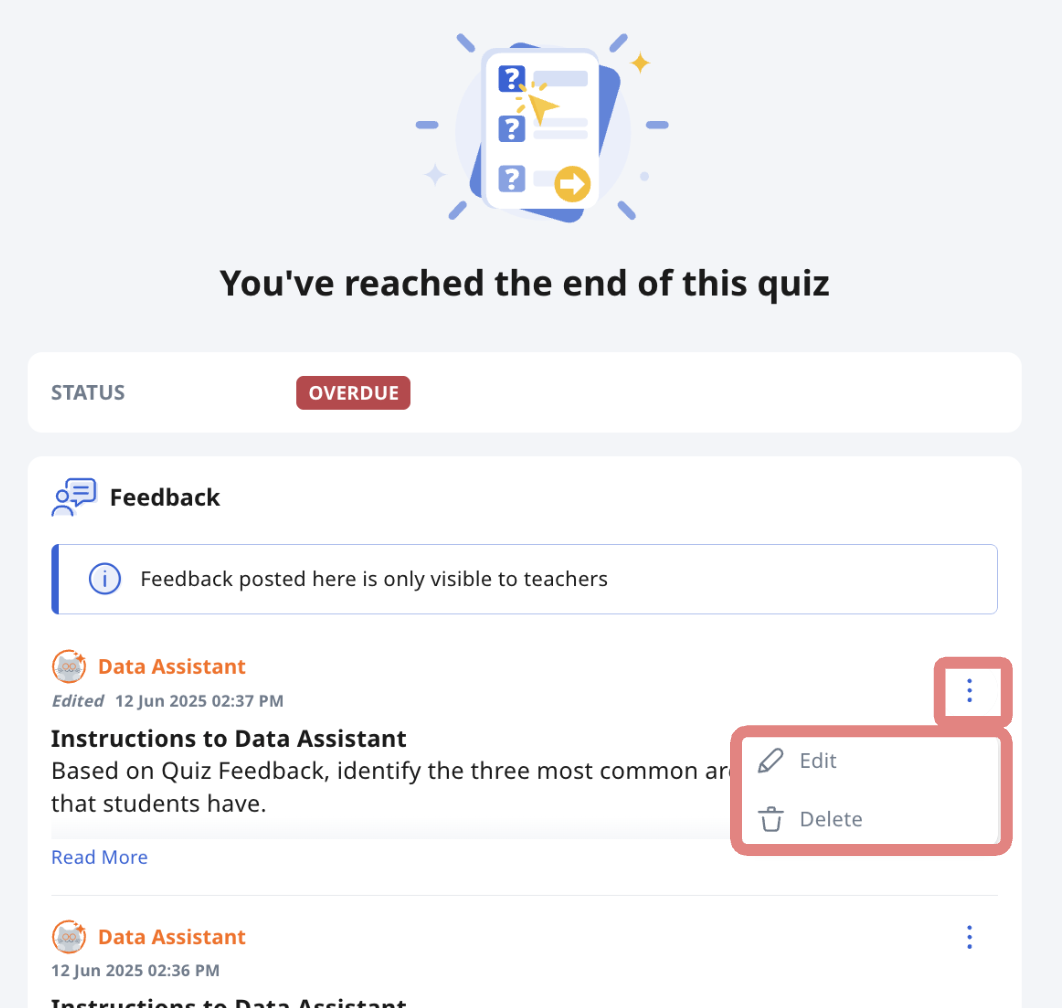 ?
?
?
You've reached the end of this quiz
STATUS
OVERDUE
Feedback
i
Feedback posted here is only visible to teachers
Data Assistant
Edited 12 Jun 2025 02:37 PM
Instructions to Data Assistant
Based on Quiz Feedback, identify the three most common
that students have.
Edit
Delete
Read More
Data Assistant
12 Jun 2025 02:36 PM
Instructions to Data Assistant